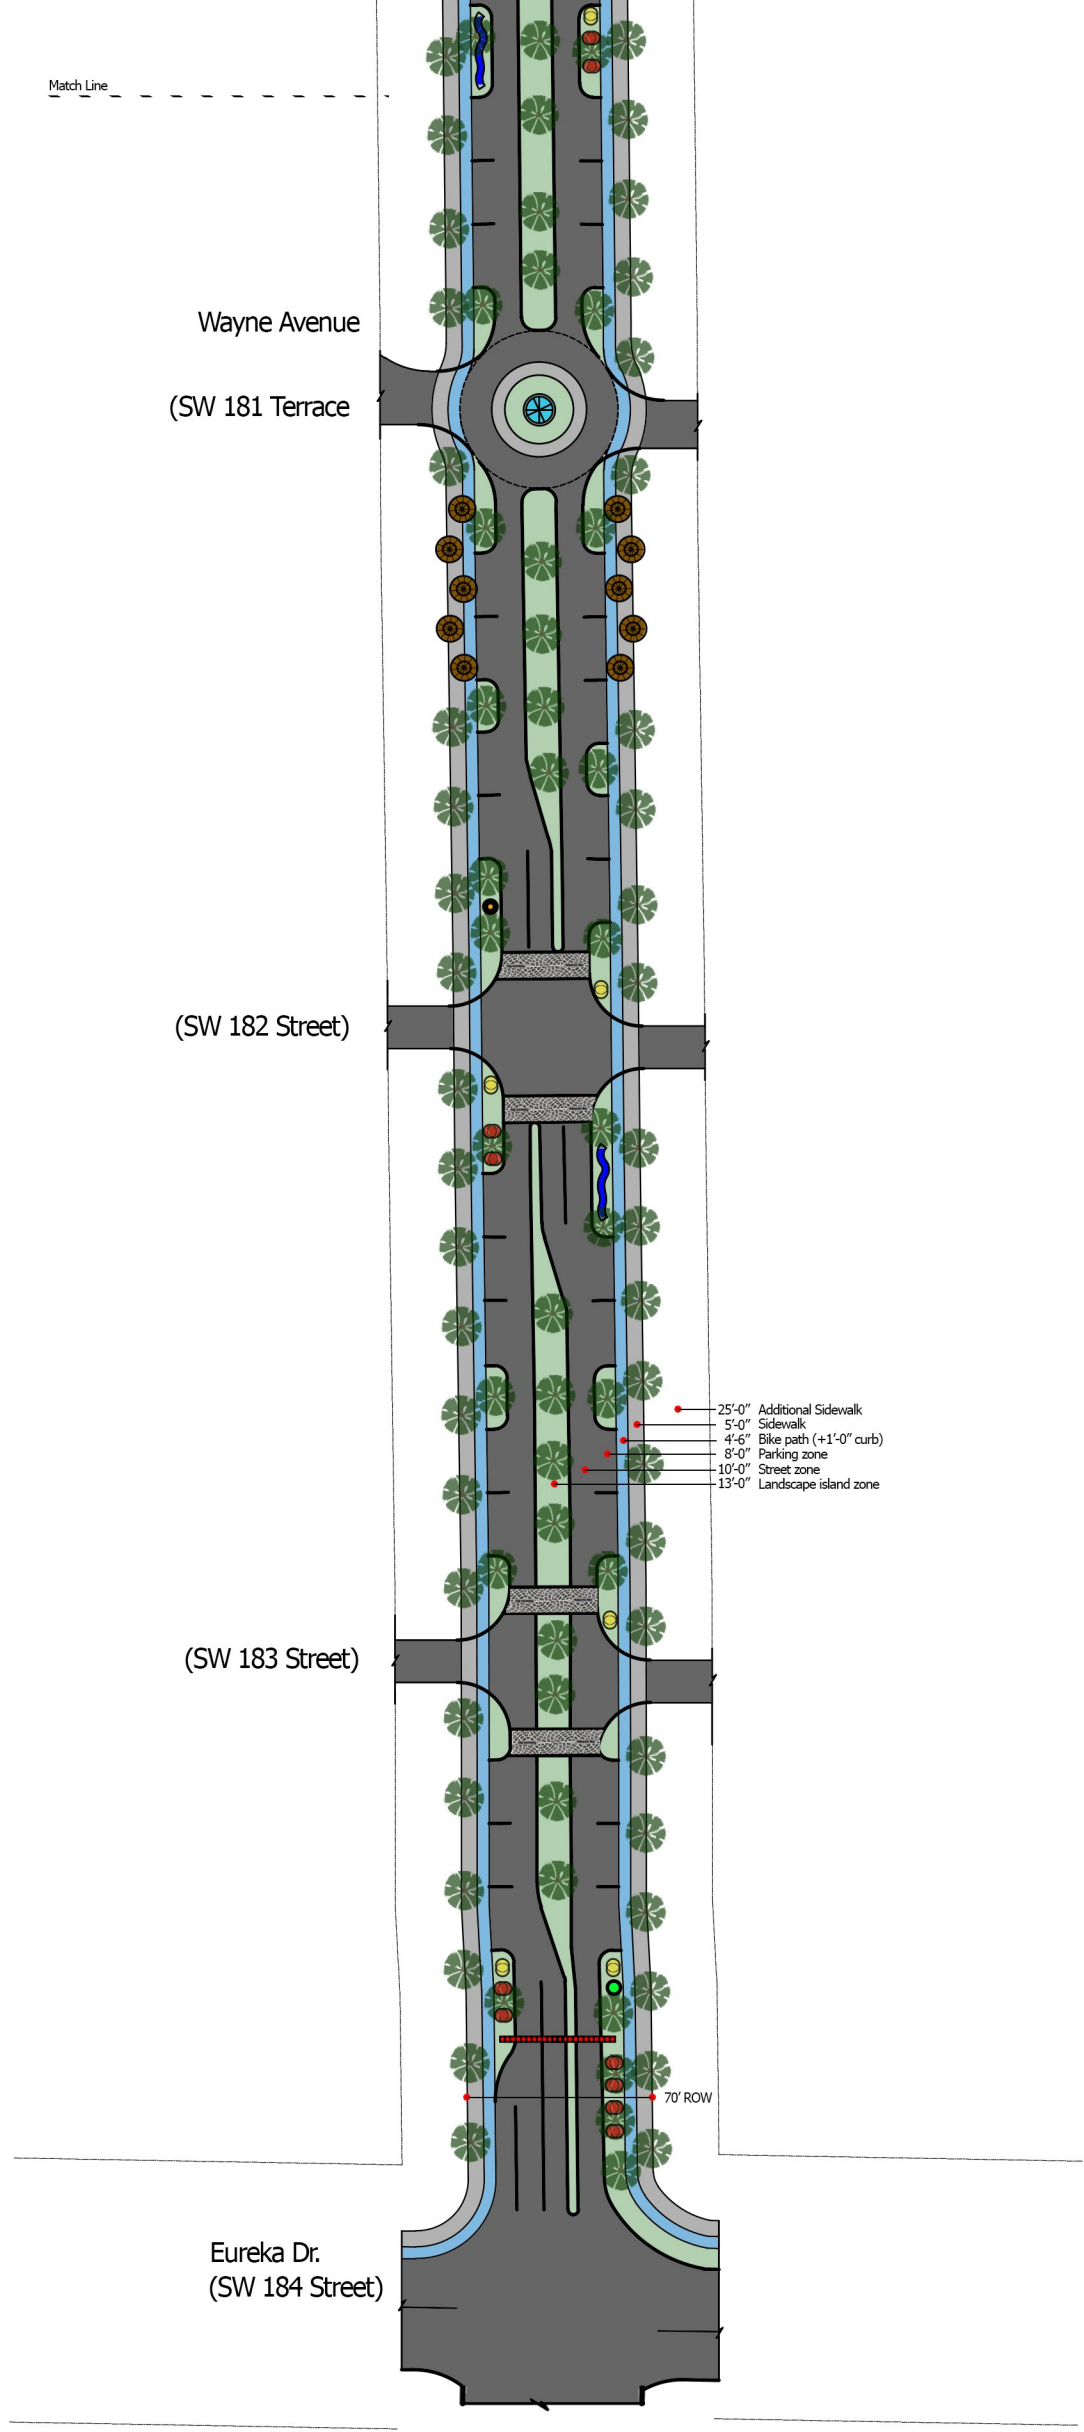 Match Line
Wayne Avenue
(SW 181 Terrace
(SW 182 Street)
25'-0" Additional Sidewalk
5'-0" Sidewalk
4'-6" Bike path (+1'-0" curb)
8'-0" Parking zone
10'-0" Street zone
13'-0" Landscape island zone
(SW 183 Street)
70' ROW
Eureka Dr.
(SW 184 Street)